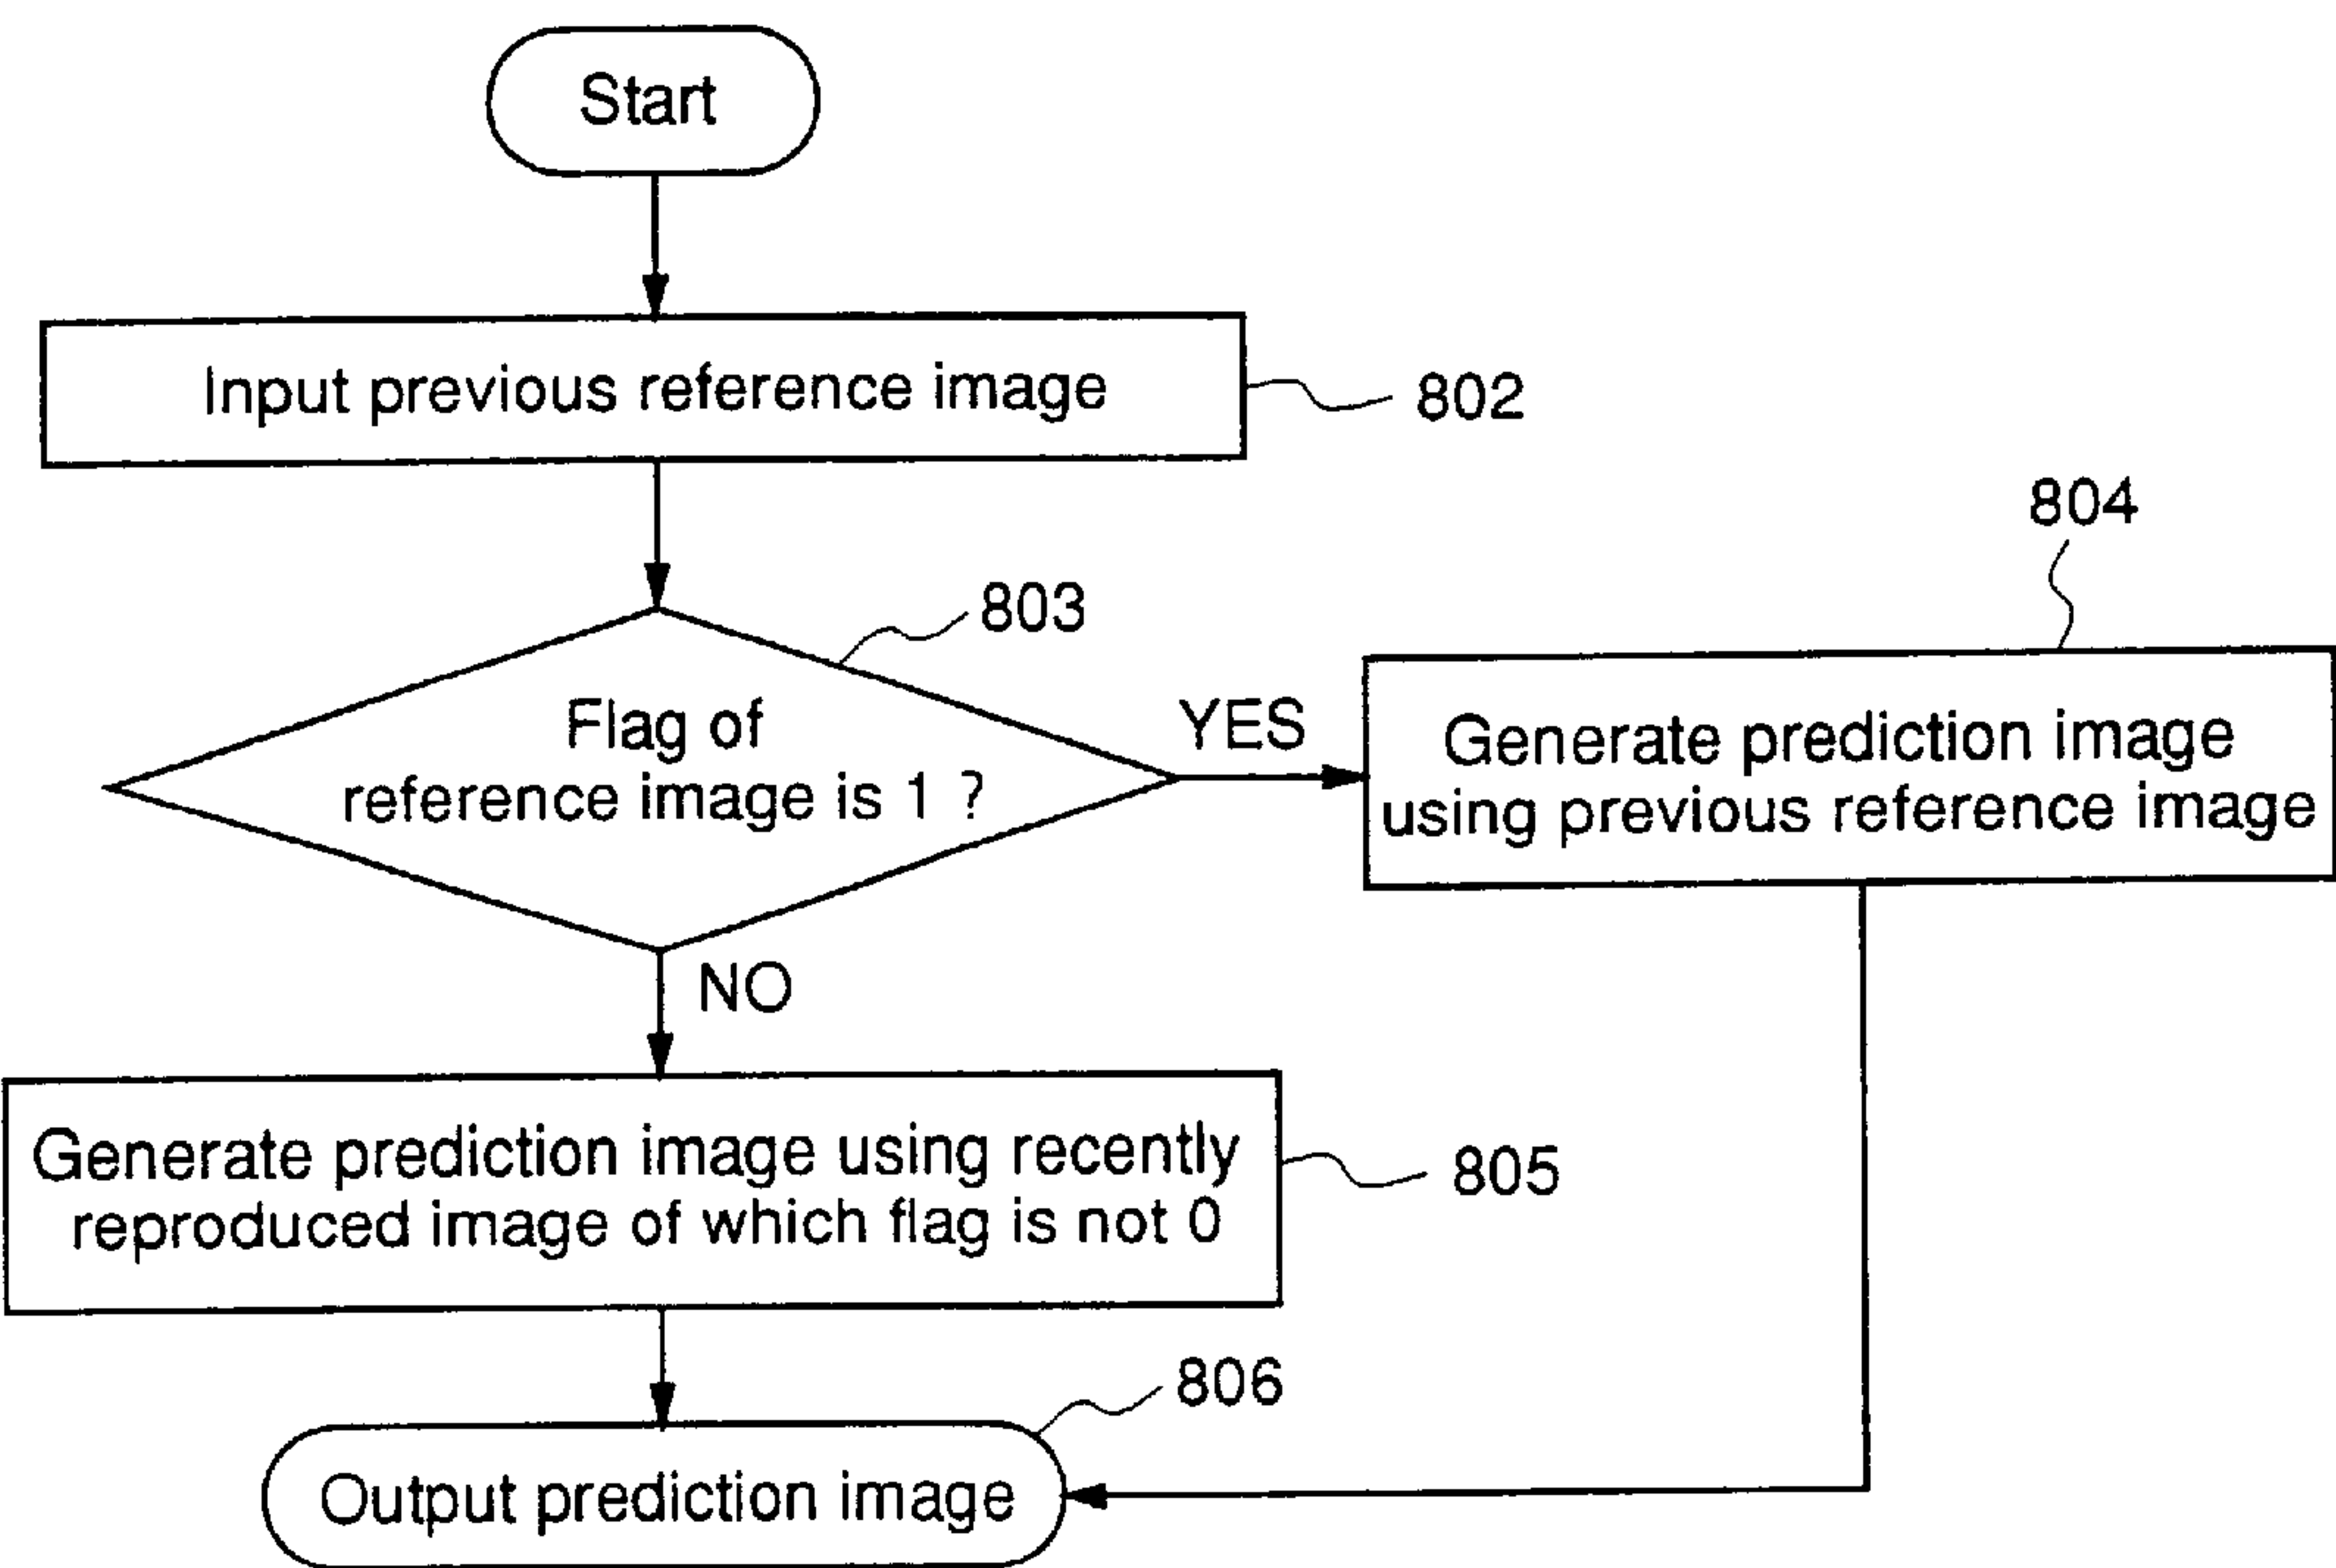 Start
Input previous reference image
802
803
804
Flag of
reference image is 1 ?
YES
Generate prediction image
using previous reference image
NO
Generate prediction image using recently
reproduced image of which flag is not 0
805
806
Output prediction image